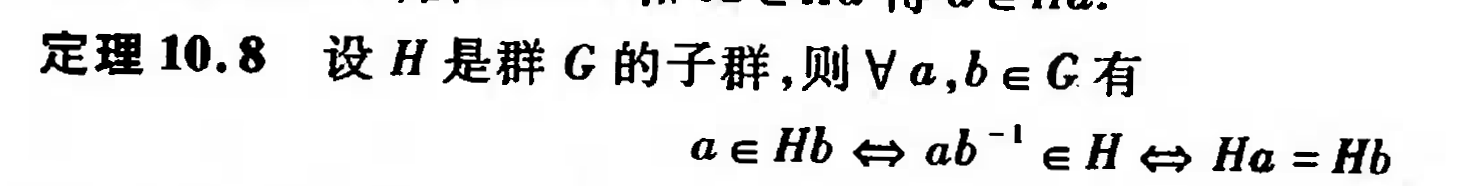 定理 10.8 设 H 是群 G 的子群,则 ∀ a,b ∈ G 有
a ∈ Hb ⇔ ab⁻¹ ∈ H ⇔ Ha = Hb